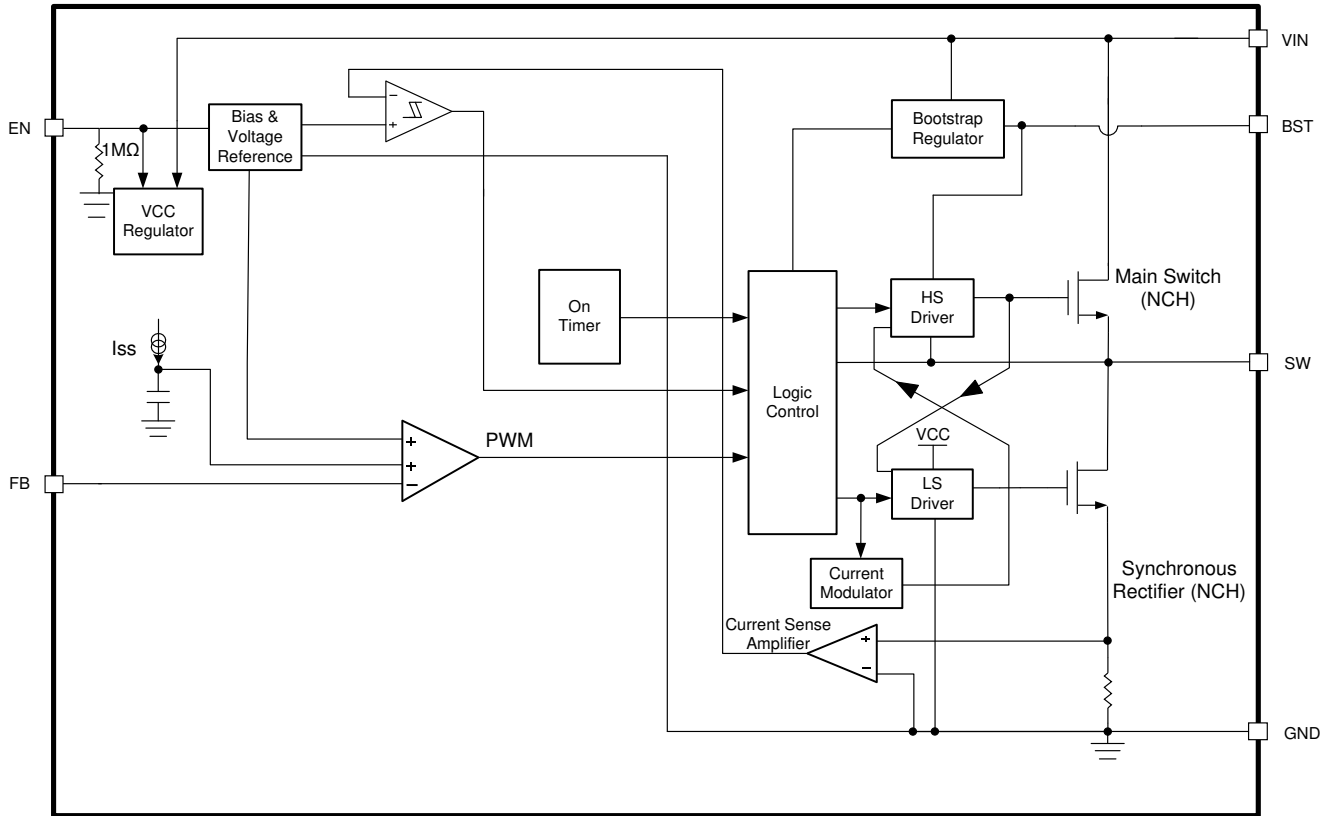 VIN
EN
1MΩ
Bias &
Voltage
Reference
−
+
Bootstrap
Regulator
BST
VCC
Regulator
On
Timer
HS
Driver
Main Switch
(NCH)
Iss
SW
Logic
Control
+
+
−
PWM
VCC
FB
LS
Driver
Current
Modulator
Synchronous
Rectifier (NCH)
Current Sense
Amplifier
+
−
GND